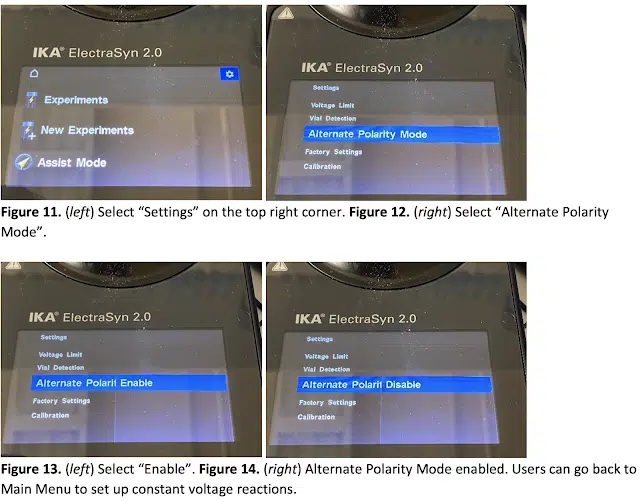 IKA® ElectraSyn 2.0
Experiments
New Experiments
Assist Mode
IKA® ElectraSyn 2.0
Settings
Voltage Limit
Vial Detection
Alternate Polarity Mode
Factory Settings
Calibration
Figure 11. (left) Select “Settings” on the top right corner. Figure 12. (right) Select “Alternate Polarity
Mode”.
IKA® ElectraSyn 2.0
Settings
Voltage Limit
Vial Detection
Alternate Polarit Enable
Factory Settings
Calibration
IKA® ElectraSyn 2.0
Settings
Voltage Limit
Vial Detection
Alternate Polarit Disable
Factory Settings
Calibration
Figure 13. (left) Select “Enable”. Figure 14. (right) Alternate Polarity Mode enabled. Users can go back to
Main Menu to set up constant voltage reactions.